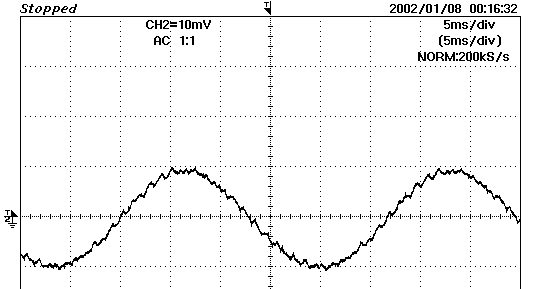 Stopped 2002/01/08 00:16:32
CH2=10mV 5ms/div
AC 1:1 (5ms/div)
NORM:200kS/s